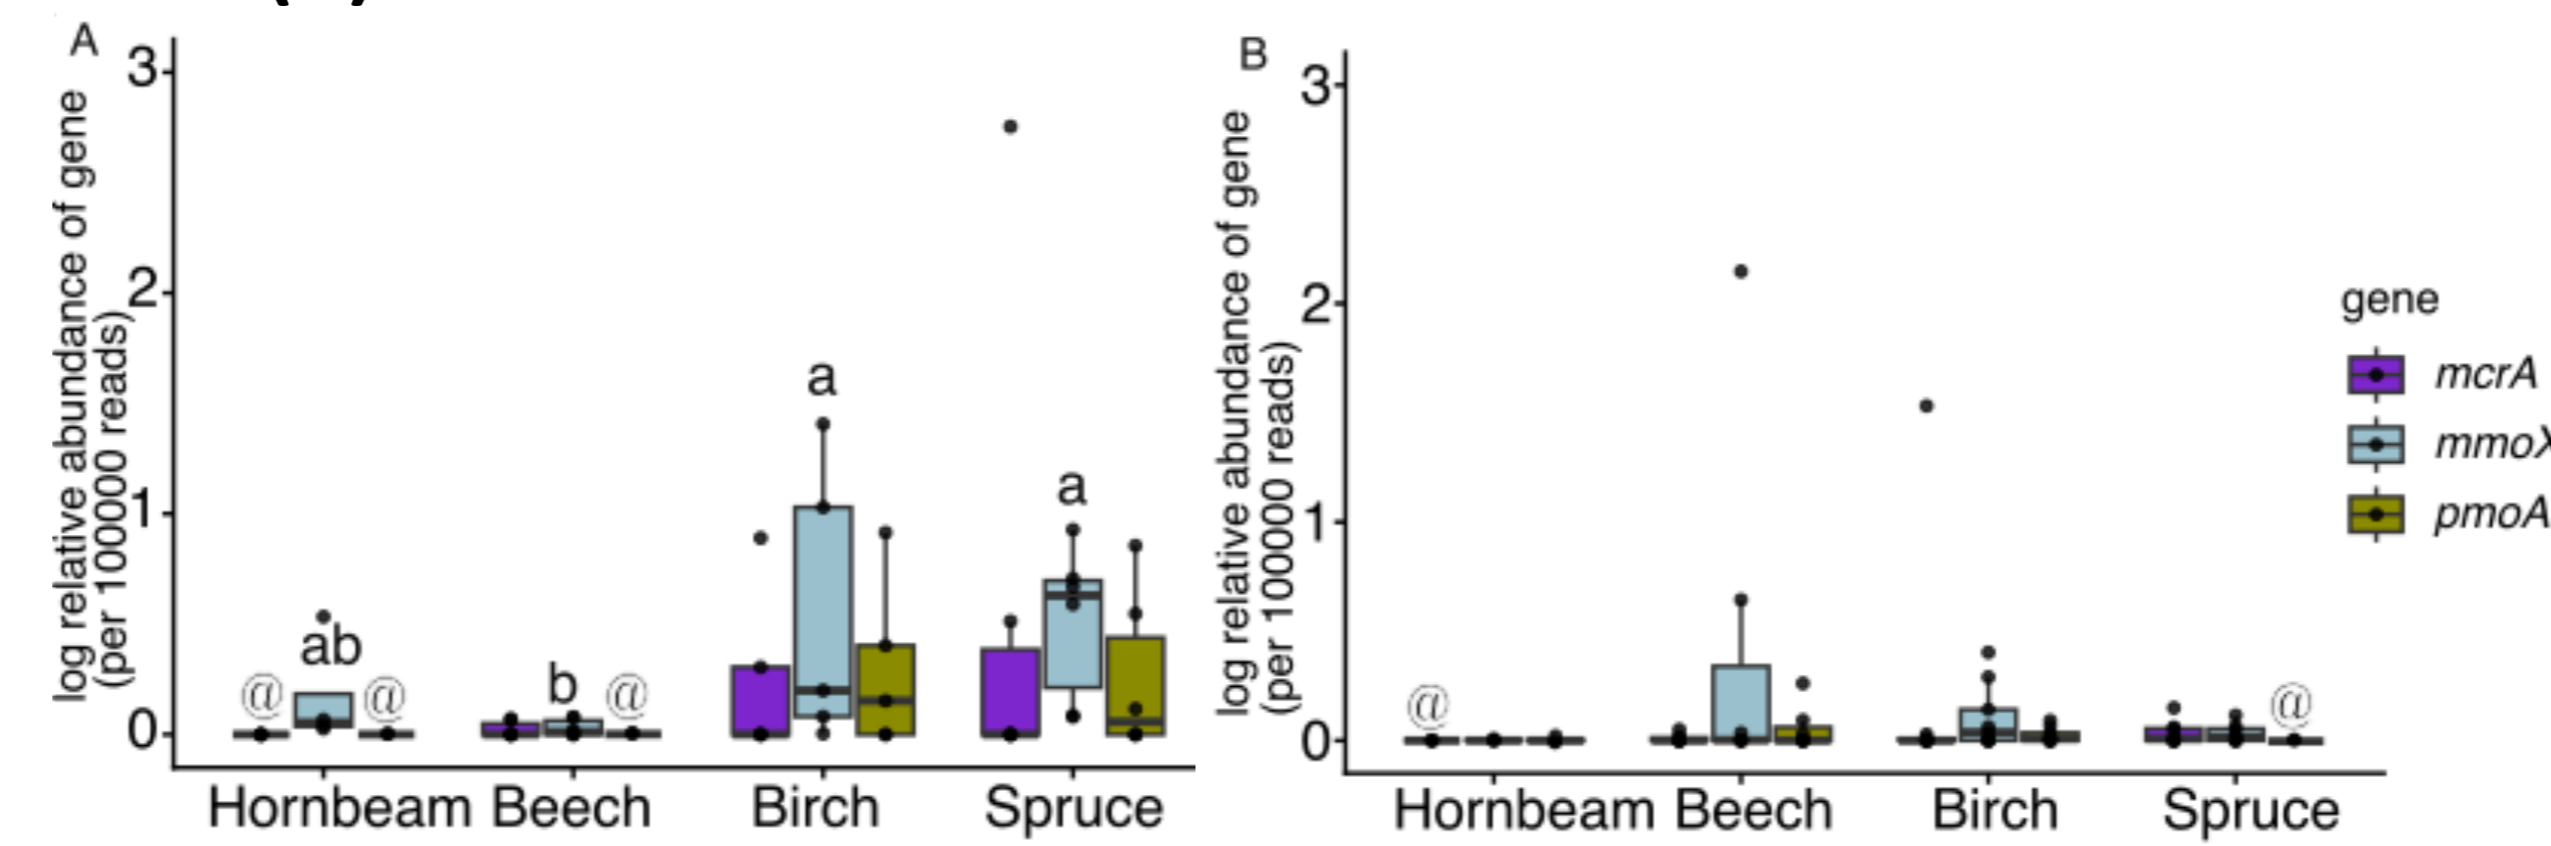 A
log relative abundance of gene
(per 100000 reads)
3
2
1
0
@
ab
@
b
@
a
a
Hornbeam
Beech
Birch
Spruce
B
log relative abundance of gene
(per 100000 reads)
3
2
1
0
@
@
Hornbeam
Beech
Birch
Spruce
gene
mcrA
mmoX
pmoA